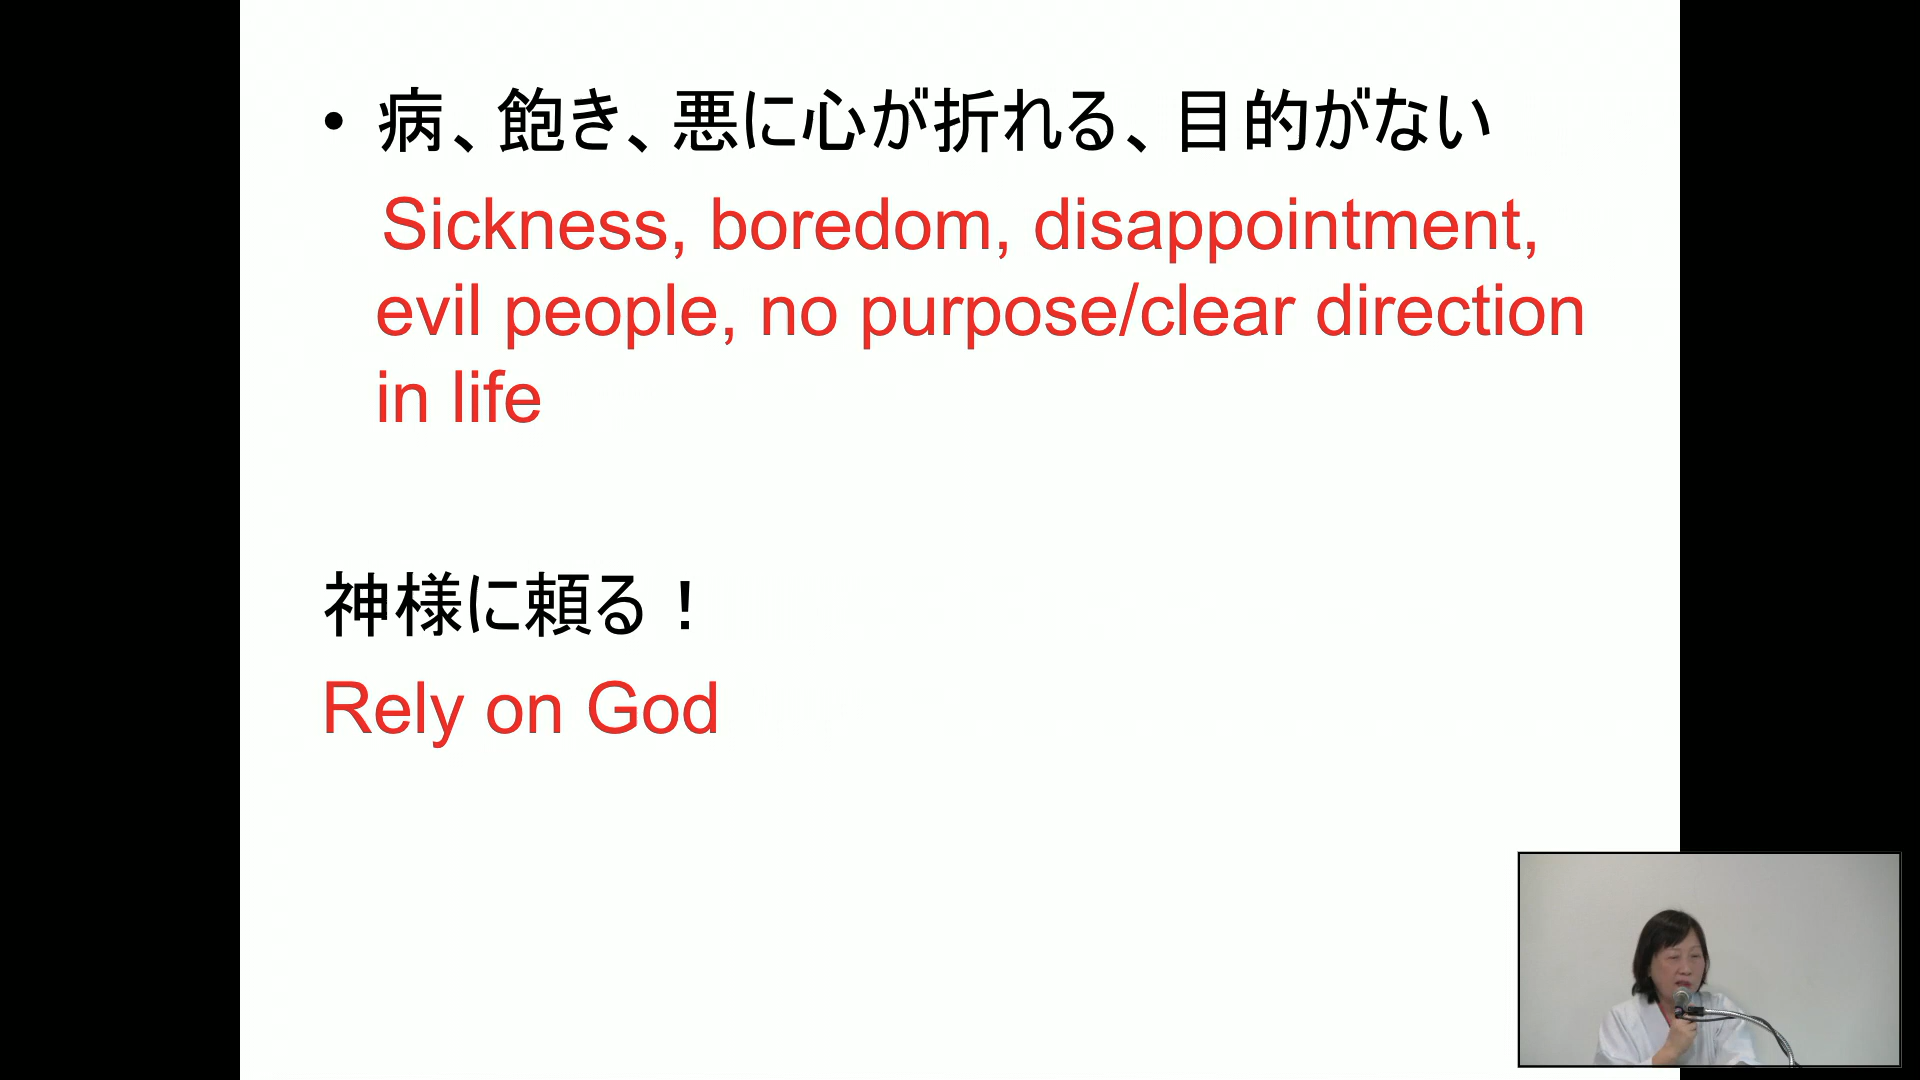 • 病、飽き、悪に心が折れる、目的がない
Sickness, boredom, disappointment,
evil people, no purpose/clear direction
in life
神様に頼る！
Rely on God